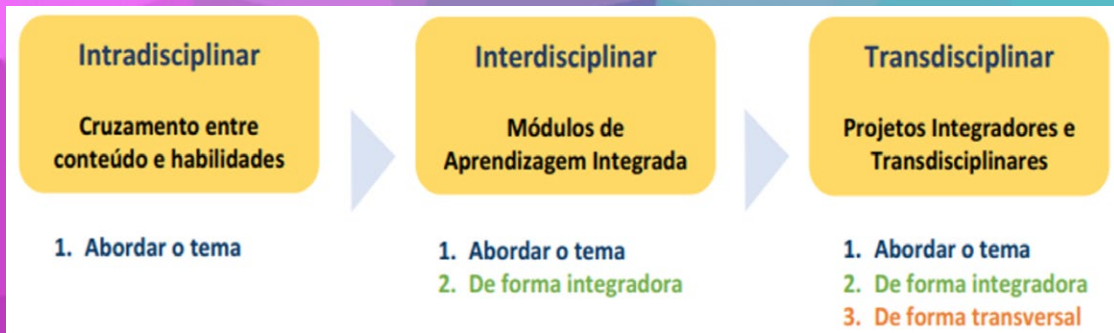 Intradisciplinar
Cruzamento entre
conteúdo e habilidades
1. Abordar o tema
Interdisciplinar
Módulos de
Aprendizagem Integrada
1. Abordar o tema
2. De forma integradora
Transdisciplinar
Projetos Integradores e
Transdisciplinares
1. Abordar o tema
2. De forma integradora
3. De forma transversal